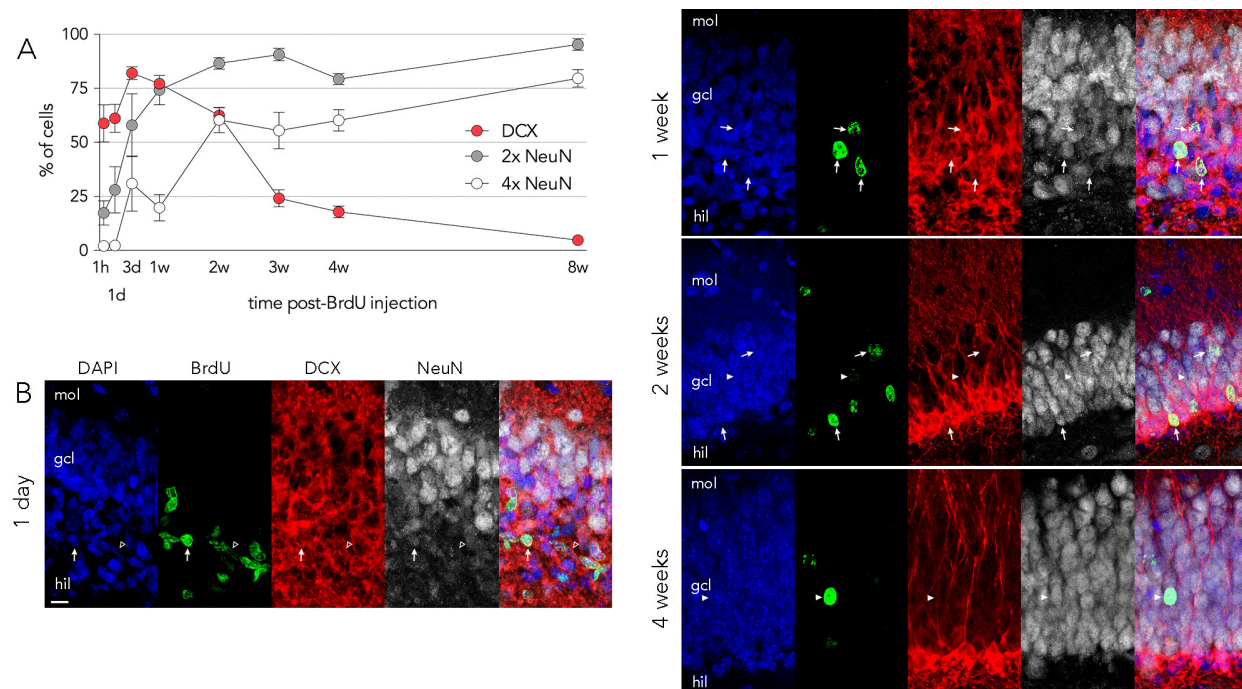 A
100
75
50
25
0
% of cells
DCX
2x NeuN
4x NeuN
1h
1d
3d
1w
2w
3w
4w
8w
time post-BrdU injection
B
DAPI
BrdU
DCX
NeuN
1 day
mol
gcl
hil
1 week
mol
gcl
hil
2 weeks
mol
gcl
hil
4 weeks
mol
gcl
hil